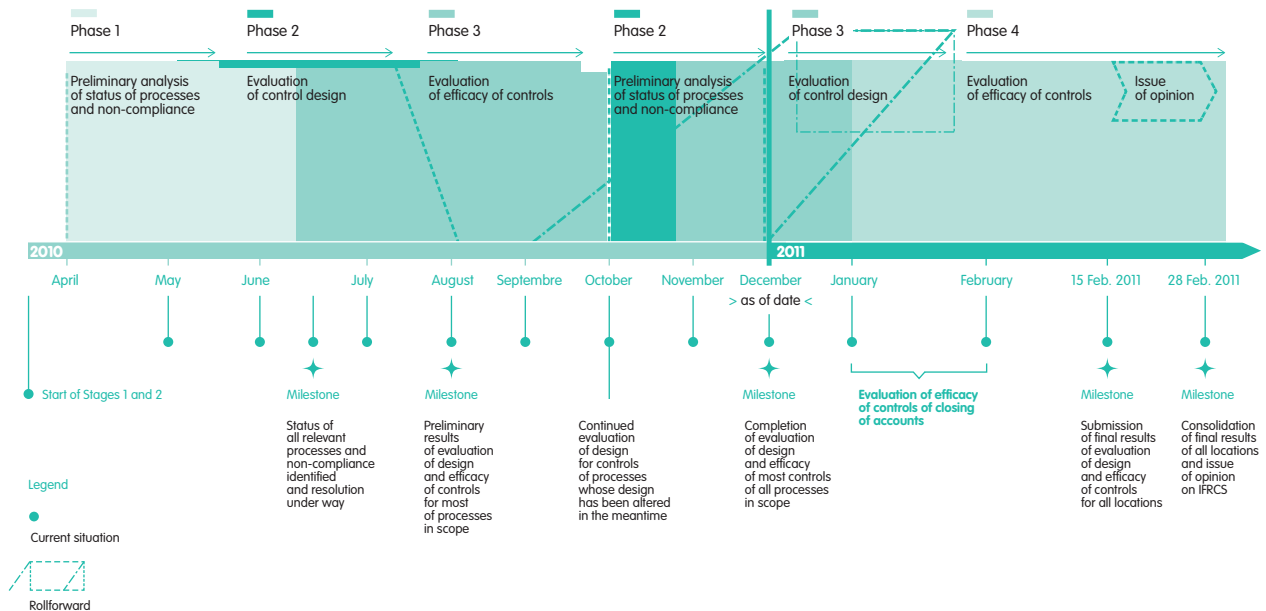 Phase 1
Phase 2
Phase 3
Phase 2
Phase 3
Phase 4
Preliminary analysis
of status of processes
and non-compliance
Evaluation
of control design
Evaluation
of efficacy of controls
Preliminary analysis
of status of processes
and non-compliance
Evaluation
of control design
Evaluation
of efficacy of controls
Issue
of opinion
2010
2011
April
May
June
July
August
Septembre
October
November
December
January
February
15 Feb. 2011
28 Feb. 2011
> as of date <
Start of Stages 1 and 2
Milestone
Status of
all relevant
processes and
non-compliance
identified
and resolution
under way
Milestone
Preliminary
results
of evaluation
of design
and efficacy
of controls
for most
of processes
in scope
Continued
evaluation
of design
for controls
of processes
whose design
has been altered
in the meantime
Milestone
Completion
of evaluation
of design
and efficacy
of most controls
of all processes
in scope
Evaluation of efficacy
of controls of closing
of accounts
Milestone
Submission
of final results
of evaluation
of design
and efficacy
of controls
for all locations
Milestone
Consolidation
of final results
of all locations
and issue
of opinion
on IFRCS
Legend
Current situation
Rollforward